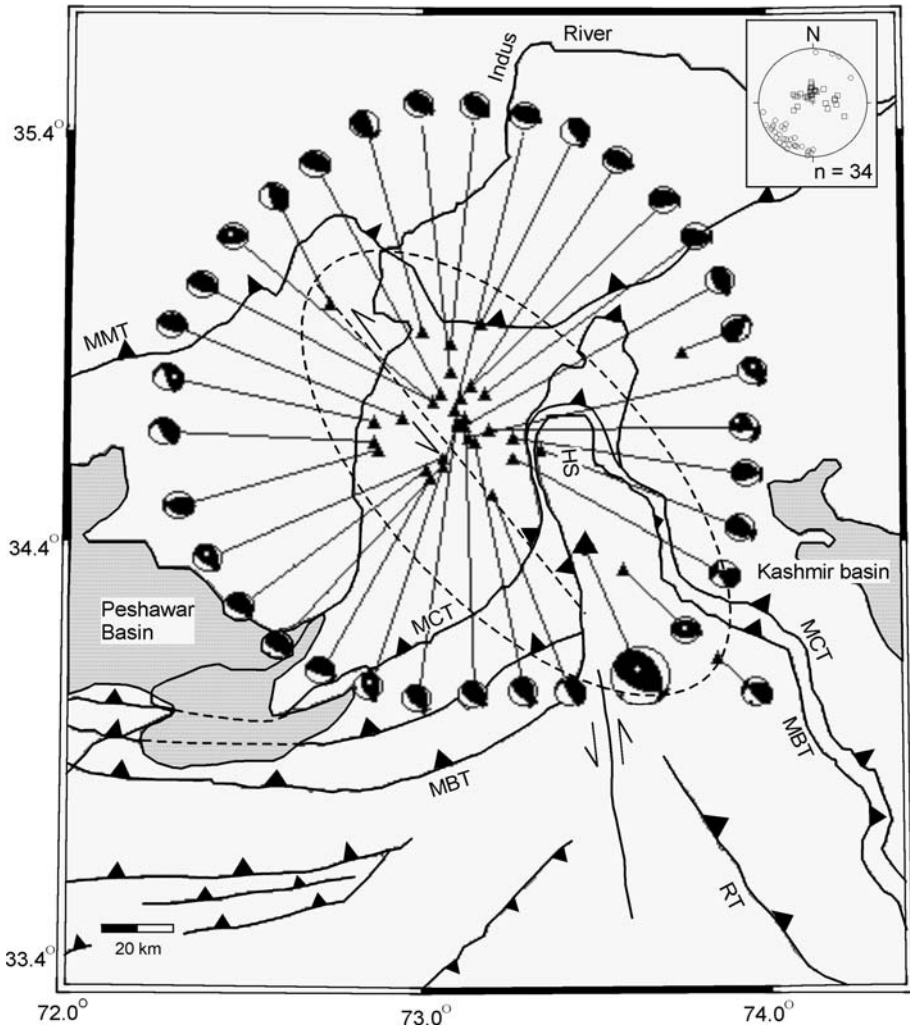 Indus
River
N
n = 34
35.4°
MMT
HS
34.4°
Kashmir basin
Peshawar
Basin
MCT
MCT
MBT
MBT
RT
20 km
33.4°
72.0°
73.0°
74.0°